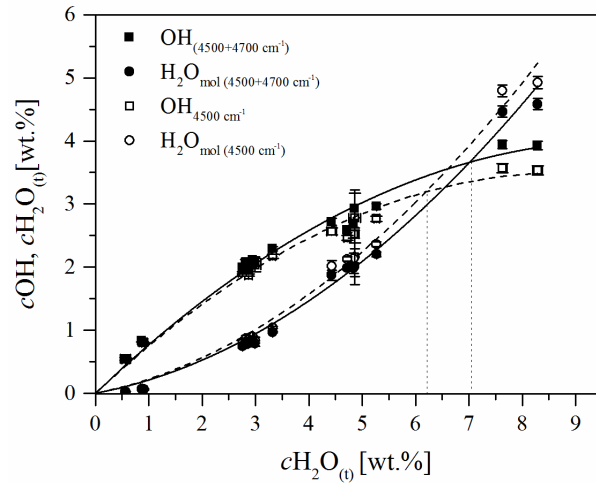 OH(4500+4700 cm⁻¹)
H₂Omol (4500+4700 cm⁻¹)
OH4500 cm⁻¹
H₂Omol (4500 cm⁻¹)
cOH, cH₂O(t) [wt.%]
6
5
4
3
2
1
0
0 1 2 3 4 5 6 7 8 9
cH₂O(t) [wt.%]